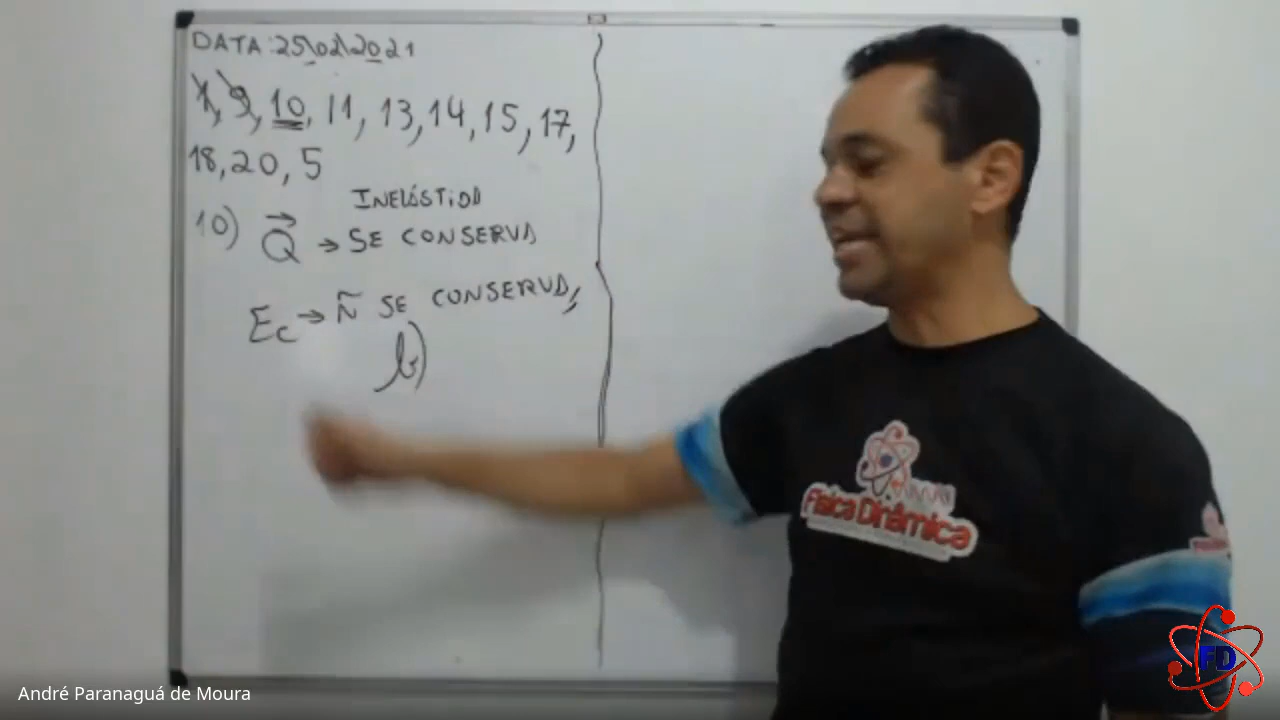 DATA: 25\02\2021
1, 9, 10, 11, 13, 14, 15, 17,
18, 20, 5
INELÁSTICO
10) Q → SE CONSERVA
Ec → Ñ SE CONSERVA,
b)
Física Dinâmica
FD
André Paranaguá de Moura